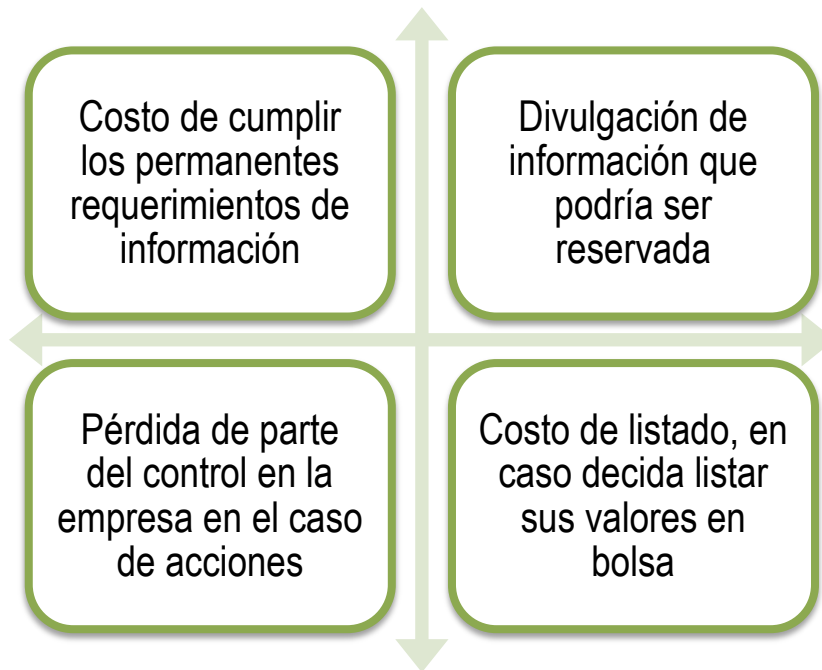 Costo de cumplir
los permanentes
requerimientos de
información
Divulgación de
información que
podría ser
reservada
Pérdida de parte
del control en la
empresa en el caso
de acciones
Costo de listado, en
caso decida listar
sus valores en
bolsa